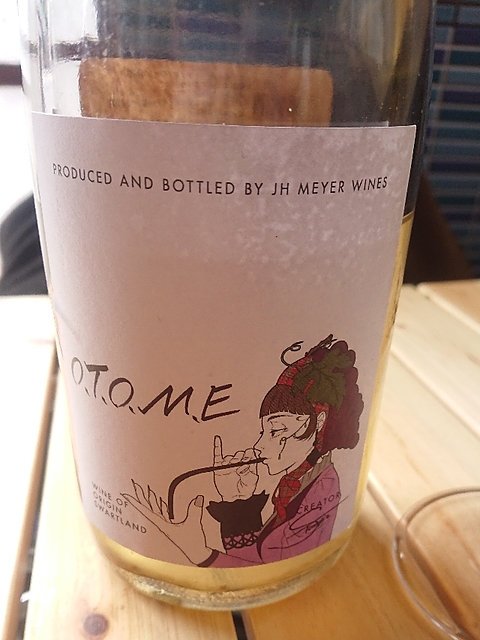 PRODUCED AND BOTTLED BY JH MEYER WINES
O.T.O.M.E
WINE OF
ORIGIN
SWARTLAND
CREATOR